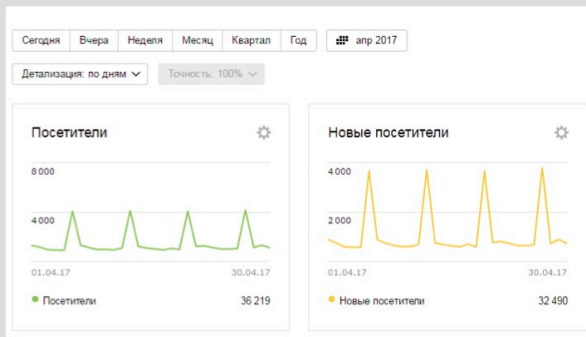 Сегодня Вчера Неделя Месяц Квартал Год апр 2017
Детализация: по дням Точность: 100%
Посетители
8 000
4 000
01.04.17 30.04.17
Посетители 36 219
Новые посетители
4 000
2 000
01.04.17 30.04.17
Новые посетители 32 490